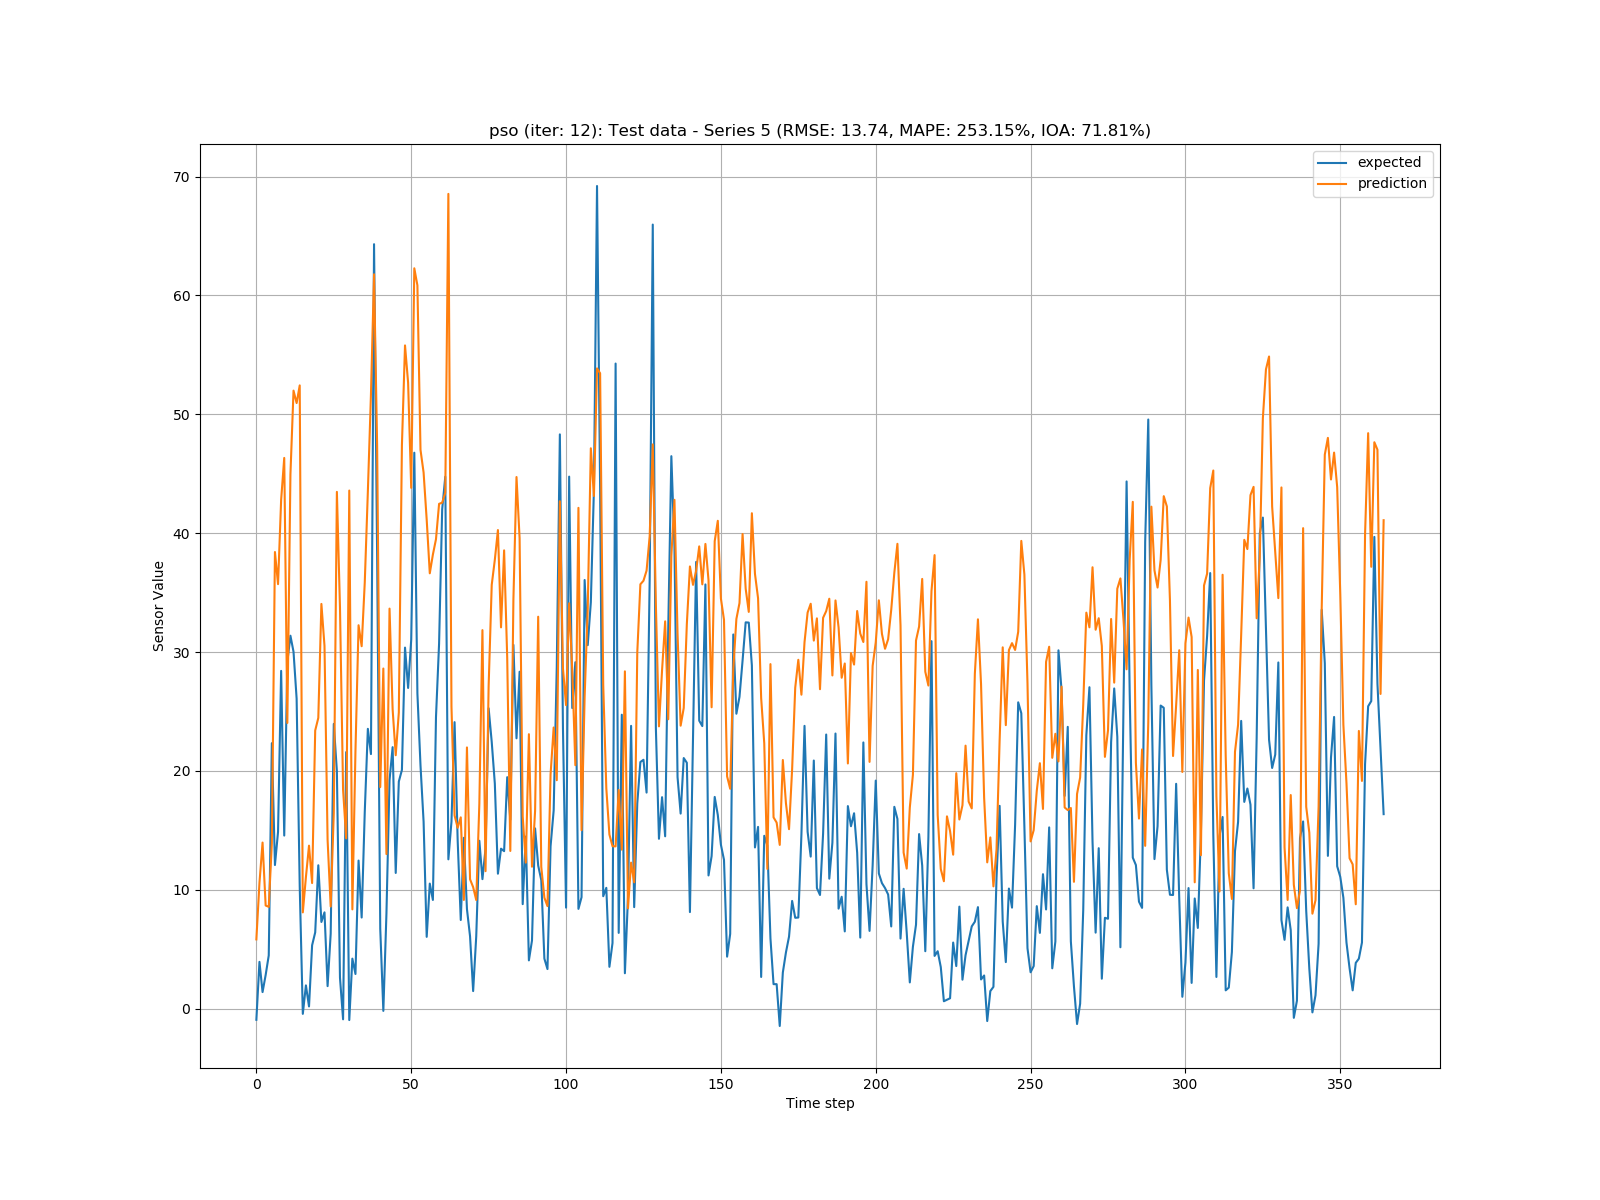 pso (iter: 12): Test data - Series 5 (RMSE: 13.74, MAPE: 253.15%, IOA: 71.81%)
expected
prediction
70
60
50
40
30
20
10
0
Sensor Value
0 50 100 150 200 250 300 350
Time step